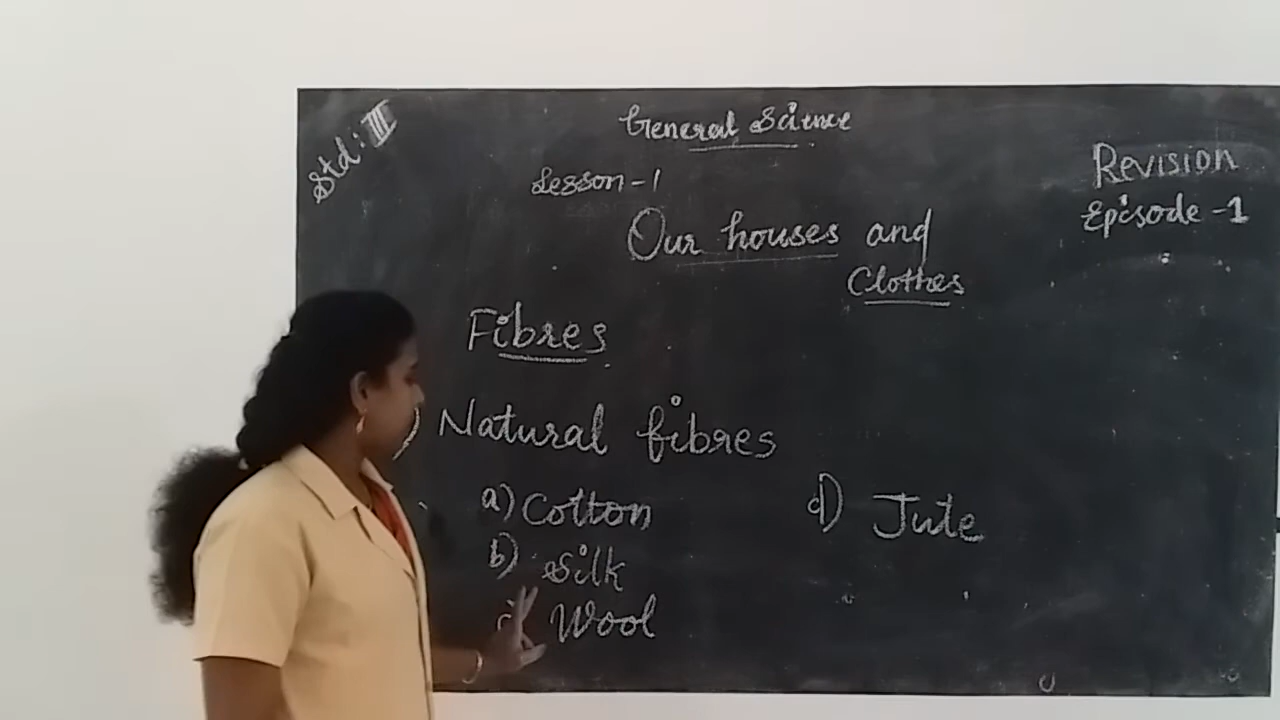 Std: III
General Science
Revision
Episode -1
Lesson -1
Our houses and
Clothes
Fibres
) Natural fibres
a) Cotton
d) Jute
b) Silk
c) Wool